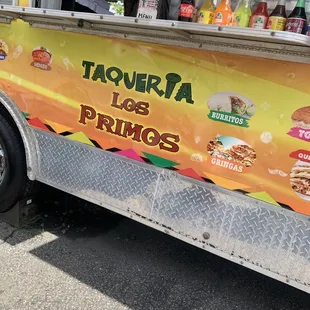 TAQUERIA
LOS
PRIMOS
BURRITOS
GRINGAS